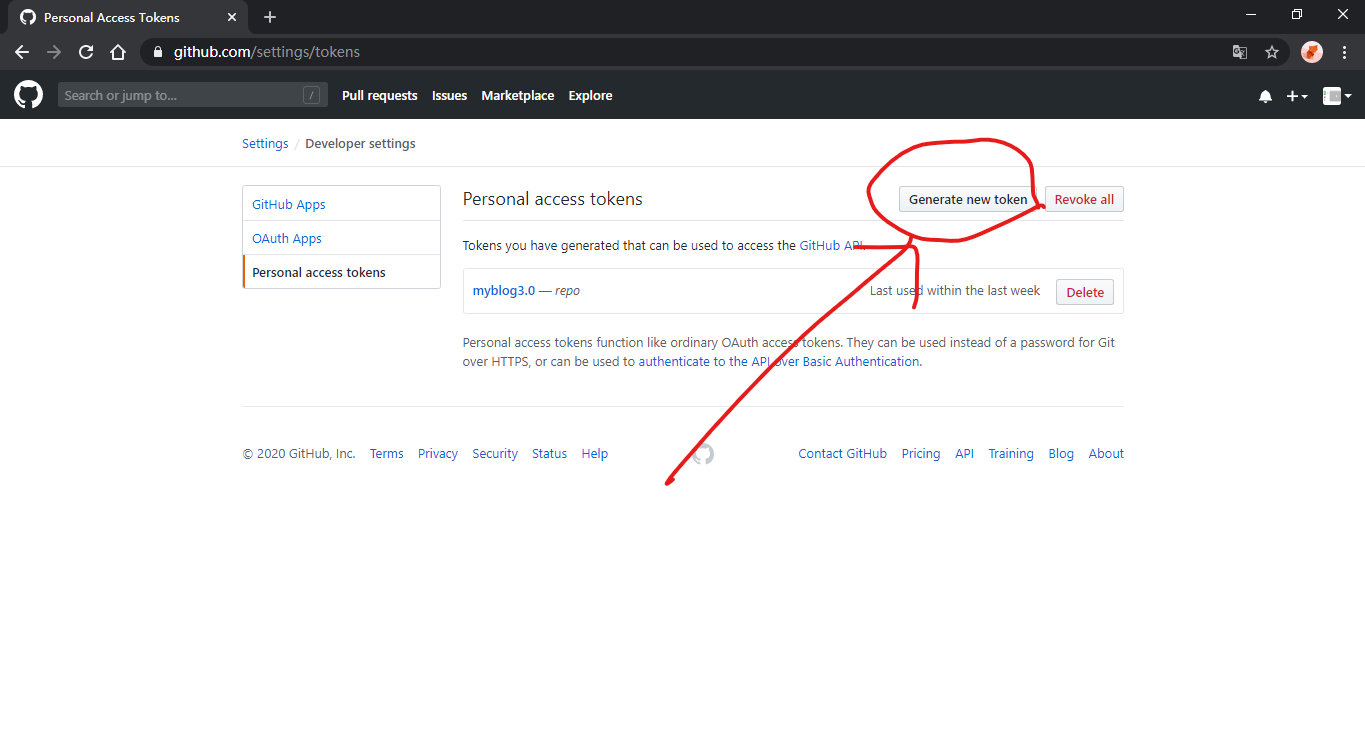 Personal Access Tokens
github.com/settings/tokens
Search or jump to... / Pull requests Issues Marketplace Explore
Settings / Developer settings
GitHub Apps
OAuth Apps
Personal access tokens
Personal access tokens Generate new token Revoke all
Tokens you have generated that can be used to access the GitHub API.
myblog3.0 — repo Last used within the last week Delete
Personal access tokens function like ordinary OAuth access tokens. They can be used instead of a password for Git
over HTTPS, or can be used to authenticate to the API over Basic Authentication.
© 2020 GitHub, Inc. Terms Privacy Security Status Help Contact GitHub Pricing API Training Blog About